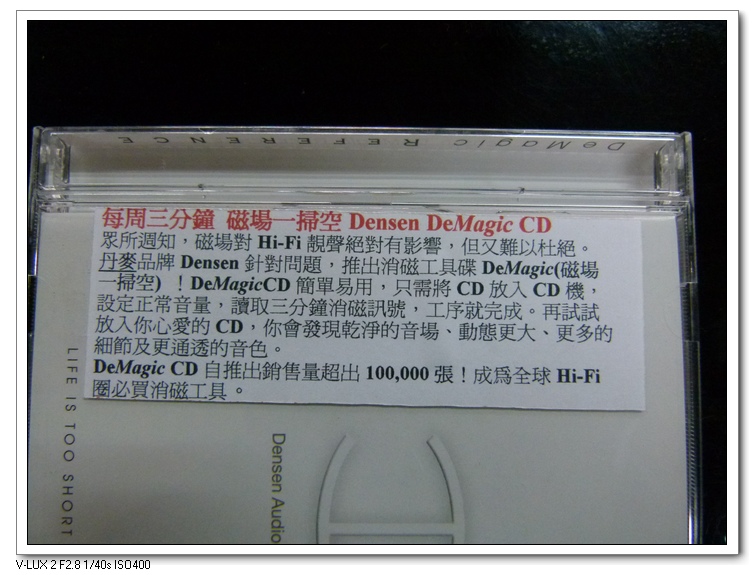 DeMagic REFERENCE
每周三分鐘 磁場一掃空 Densen DeMagic CD
眾所週知，磁場對 Hi-Fi 靚聲絕對有影響，但又難以杜絕。
丹麥品牌 Densen 針對問題，推出消磁工具碟 DeMagic(磁場
一掃空) ！DeMagicCD 簡單易用，只需將 CD 放入 CD 機，
設定正常音量，讀取三分鐘消磁訊號，工序就完成。再試試
放入你心愛的 CD，你會發現乾淨的音場、動態更大、更多的
細節及更通透的音色。
DeMagic CD 自推出銷售量超出 100,000 張！成爲全球 Hi-Fi
圈必買消磁工具。
LIFE IS TOO SHORT
Densen Audio
V-LUX 2 F2.8 1/40s ISO400